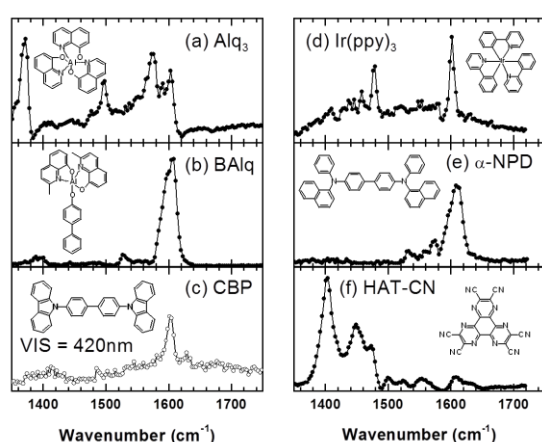 (a) Alq3
(b) BAlq
(c) CBP
VIS = 420nm
1400 1500 1600 1700
Wavenumber (cm-1)
(d) Ir(ppy)3
(e) α-NPD
(f) HAT-CN
NC CN
NC CN
NC CN
N N
N N
N N
1400 1500 1600 1700
Wavenumber (cm-1)